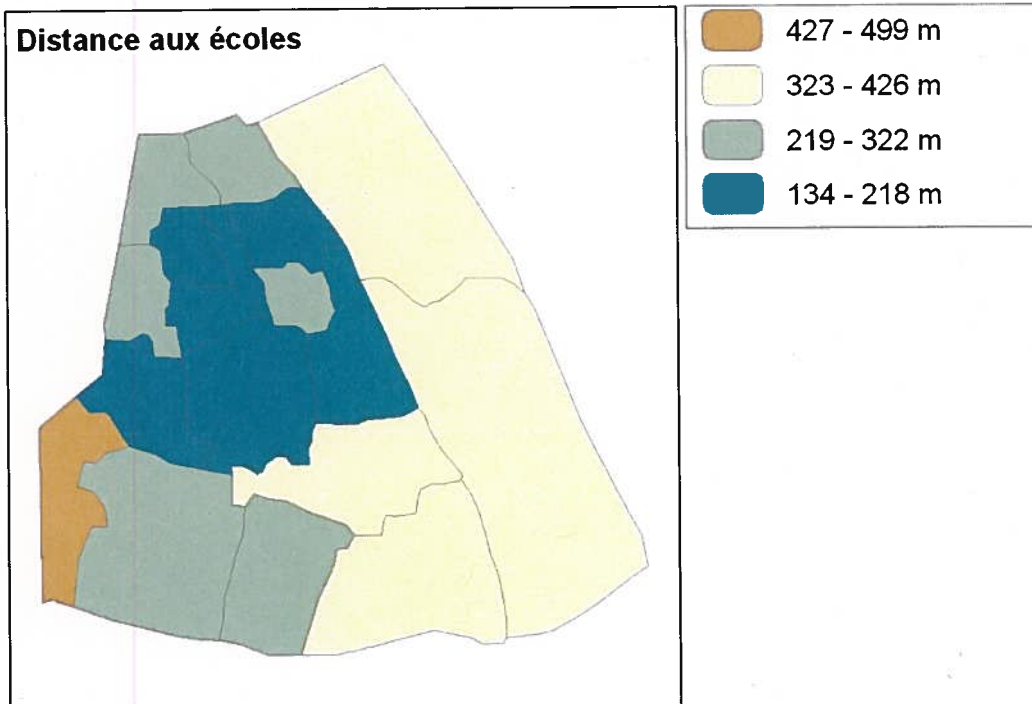 Distance aux écoles
427 - 499 m
323 - 426 m
219 - 322 m
134 - 218 m